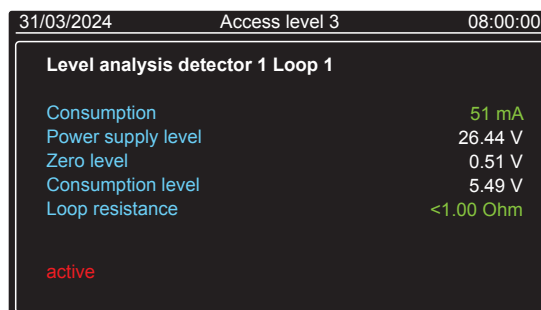 31/03/2024 Access level 3 08:00:00
Level analysis detector 1 Loop 1
Consumption 51 mA
Power supply level 26.44 V
Zero level 0.51 V
Consumption level 5.49 V
Loop resistance <1.00 Ohm
active